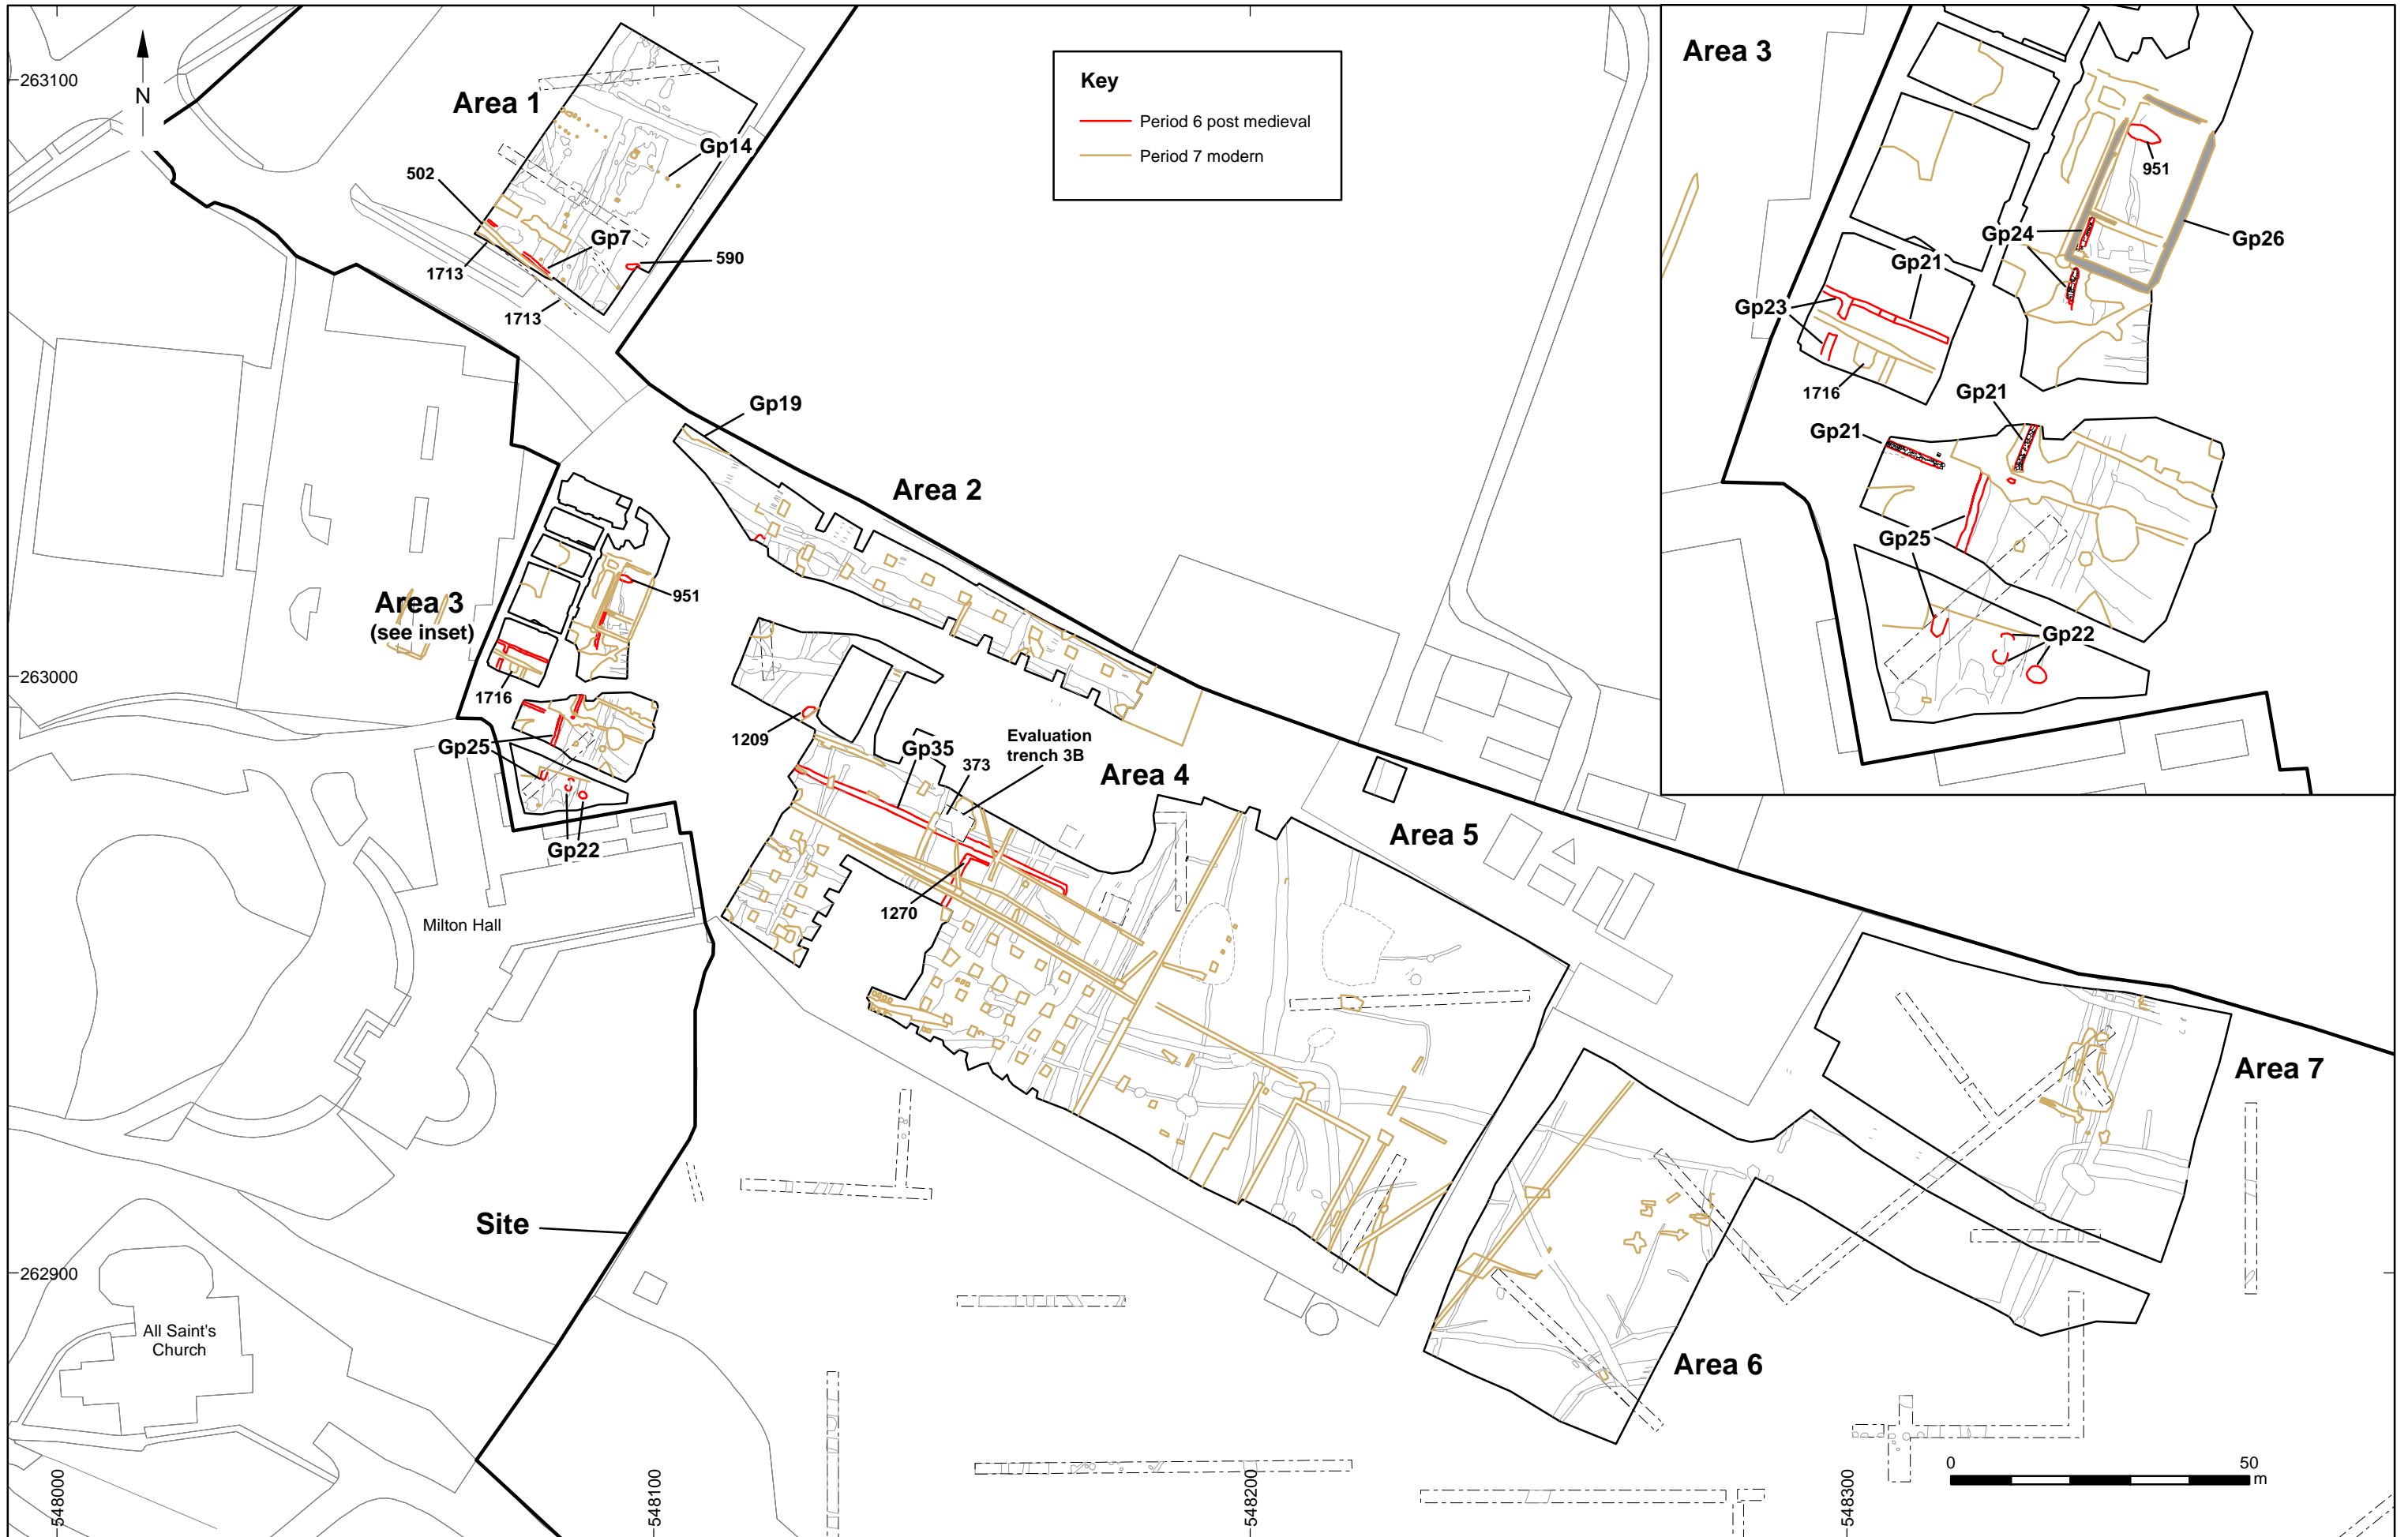 263100
N
Area 1
Gp14
502
Gp7
1713
590
1713
Key
Period 6 post medieval
Period 7 modern
Area 3
951
Gp24
Gp26
Gp21
Gp23
1716
Gp21
Gp21
Gp25
Gp22
Gp19
Area 2
Area 3
(see inset)
951
263000
1716
Gp25
Gp22
1209
Gp35
373
Evaluation
trench 3B
Area 4
1270
Area 5
Milton Hall
Area 7
Site
262900
All Saint's
Church
Area 6
0
50
m
548000
548100
548200
548300